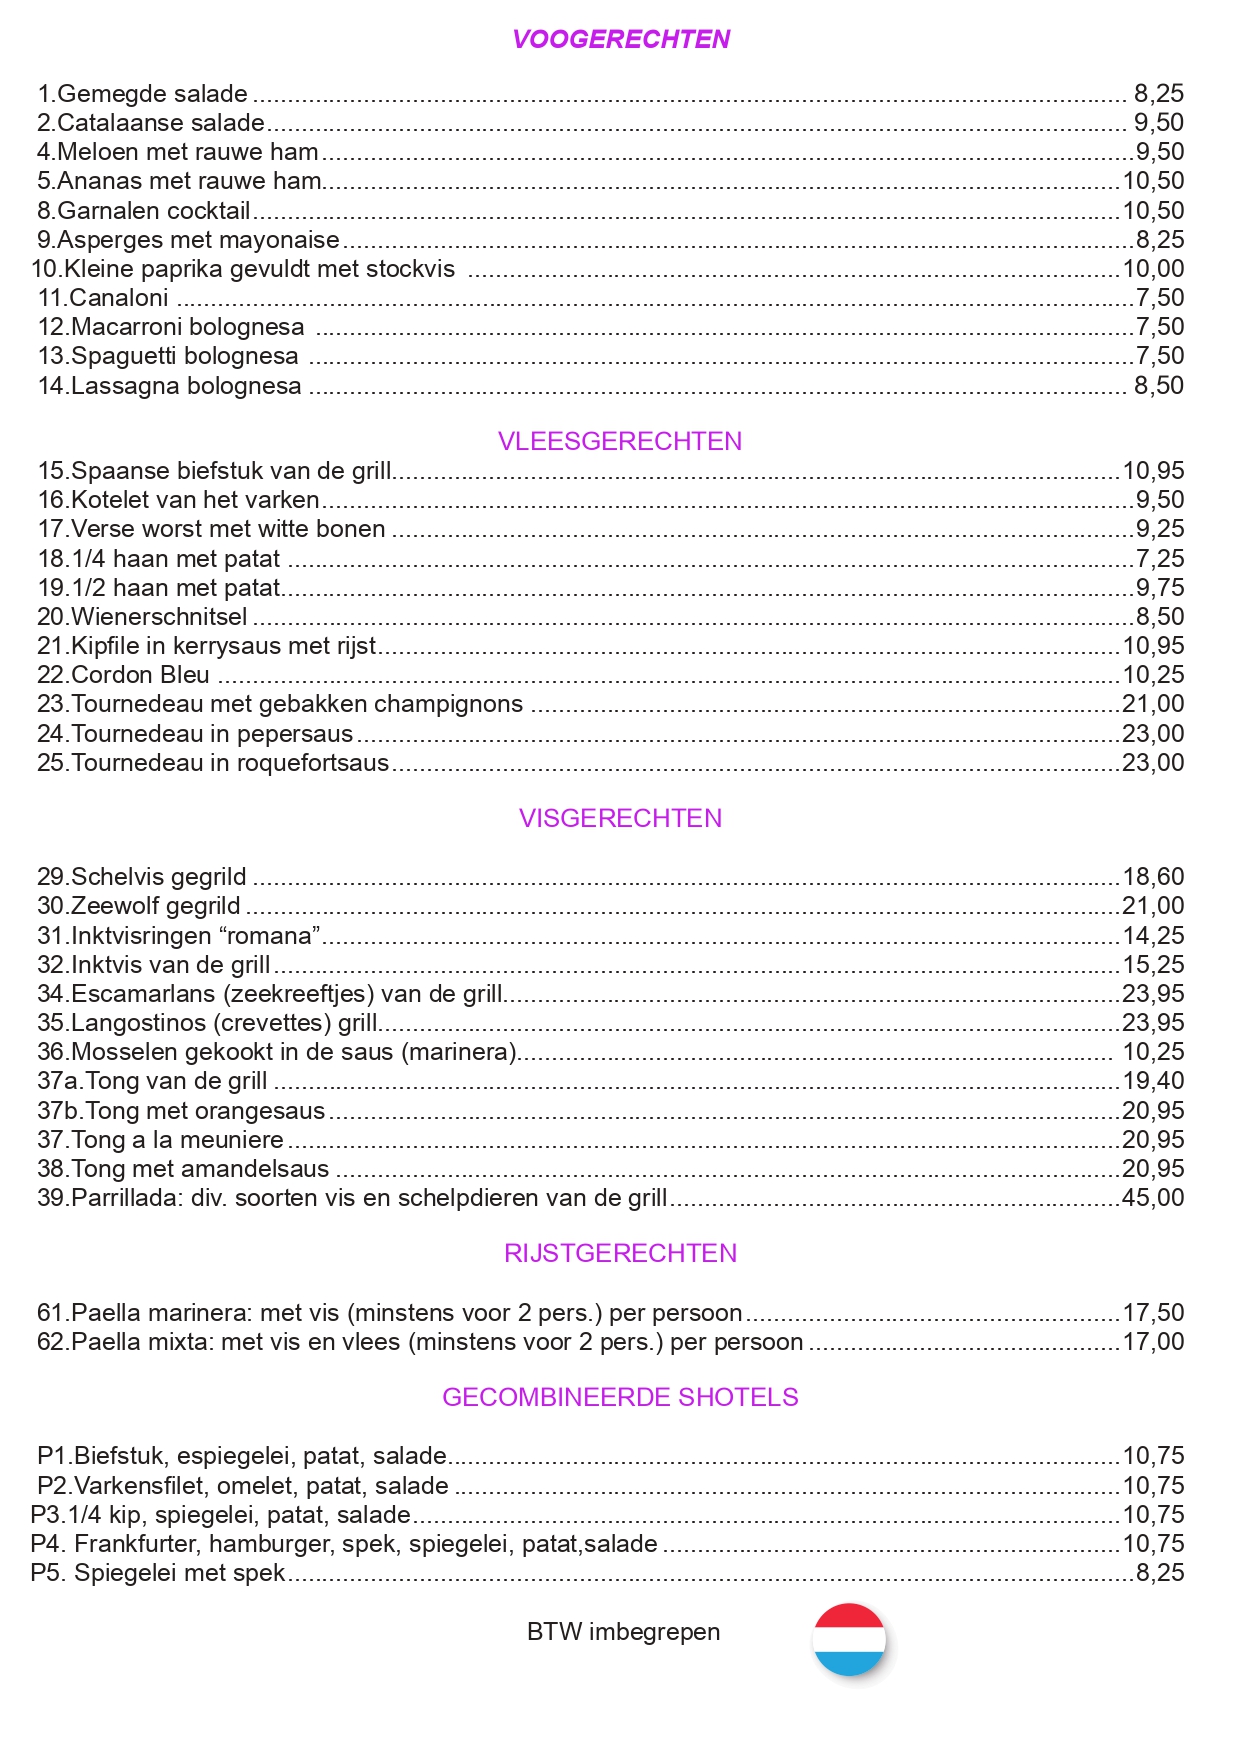 VOOGERECHTEN
1.Gemegde salade ........ 8,25
2.Catalaanse salade ........ 9,50
4.Meloen met rauwe ham ........ 9,50
5.Ananas met rauwe ham ........ 10,50
8.Garnalen cocktail ........ 10,50
9.Asperges met mayonaise ........ 8,25
10.Kleine paprika gevuldt met stockvis ........ 10,00
11.Canaloni ........ 7,50
12.Macarroni bolognesa ........ 7,50
13.Spaguetti bolognesa ........ 7,50
14.Lassagna bolognesa ........ 8,50
VLEESGERECHTEN
15.Spaanse biefstuk van de grill ........ 10,95
16.Kotelet van het varken ........ 9,50
17.Verse worst met witte bonen ........ 9,25
18.1/4 haan met patat ........ 7,25
19.1/2 haan met patat ........ 9,75
20.Wienerschnitsel ........ 8,50
21.Kipfile in kerrysaus met rijst ........ 10,95
22.Cordon Bleu ........ 10,25
23.Tournedeau met gebakken champignons ........ 21,00
24.Tournedeau in pepersaus ........ 23,00
25.Tournedeau in roquefortsaus ........ 23,00
VISGERECHTEN
29.Schelvis gegrild ........ 18,60
30.Zeewolf gegrild ........ 21,00
31.Inktvisringen “romana” ........ 14,25
32.Inktvis van de grill ........ 15,25
34.Escamarlans (zeekreeftjes) van de grill ........ 23,95
35.Langostinos (crevettes) grill ........ 23,95
36.Mosselen gekookt in de saus (marinera) ........ 10,25
37a.Tong van de grill ........ 19,40
37b.Tong met orangesaus ........ 20,95
37.Tong a la meuniere ........ 20,95
38.Tong met amandelsaus ........ 20,95
39.Parrillada: div. soorten vis en schelpdieren van de grill ........ 45,00
RIJSTGERECHTEN
61.Paella marinera: met vis (minstens voor 2 pers.) per persoon ........ 17,50
62.Paella mixta: met vis en vlees (minstens voor 2 pers.) per persoon ........ 17,00
GECOMBINEERDE SHOTELS
P1.Biefstuk, espiegelei, patat, salade ........ 10,75
P2.Varkensfilet, omelet, patat, salade ........ 10,75
P3.1/4 kip, spiegelei, patat, salade ........ 10,75
P4. Frankfurter, hamburger, spek, spiegelei, patat,salade ........ 10,75
P5. Spiegelei met spek ........ 8,25
BTW imbegrepen